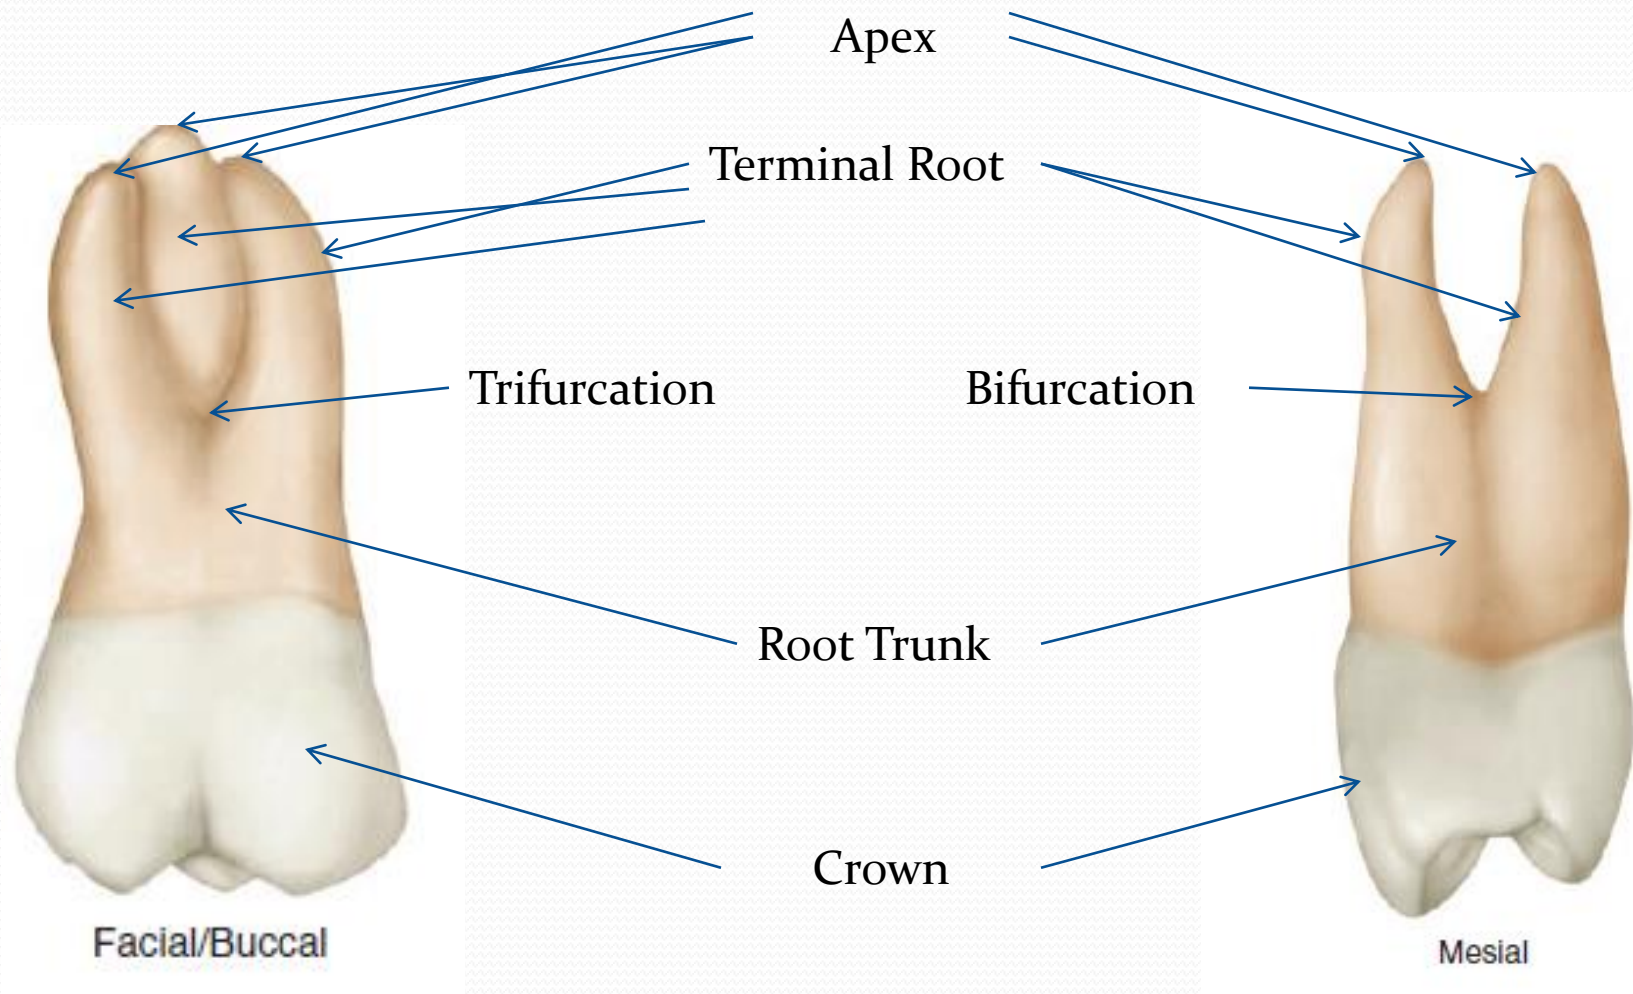 Apex
Terminal Root
Trifurcation
Bifurcation
Root Trunk
Crown
Facial/Buccal
Mesial